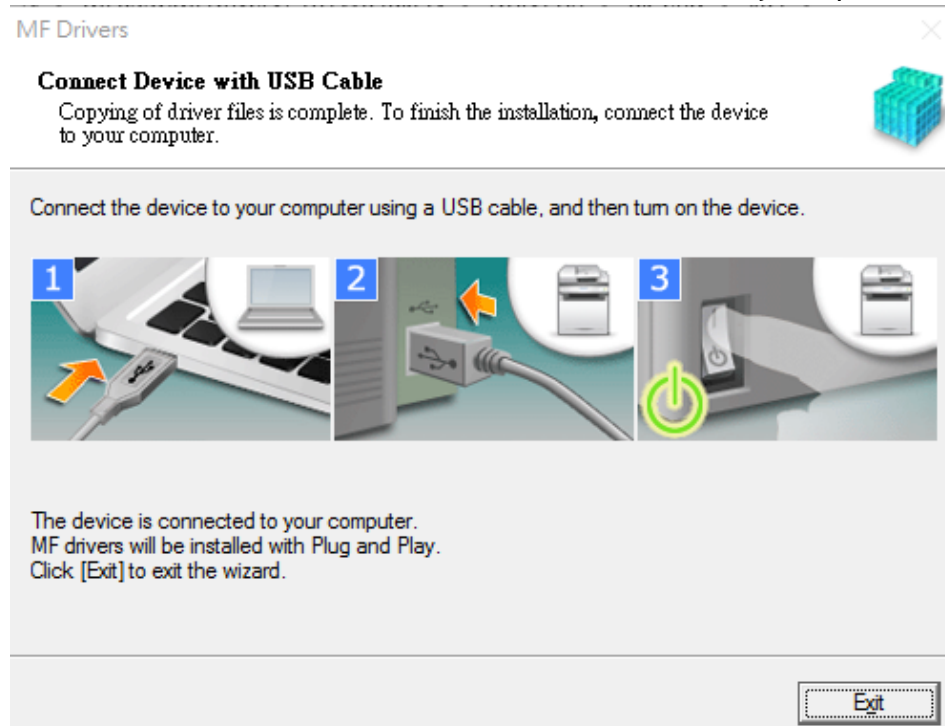 MF Drivers
Connect Device with USB Cable
Copying of driver files is complete. To finish the installation, connect the device
to your computer.
Connect the device to your computer using a USB cable, and then turn on the device.
1
2
3
The device is connected to your computer.
MF drivers will be installed with Plug and Play.
Click [Exit] to exit the wizard.
Exit